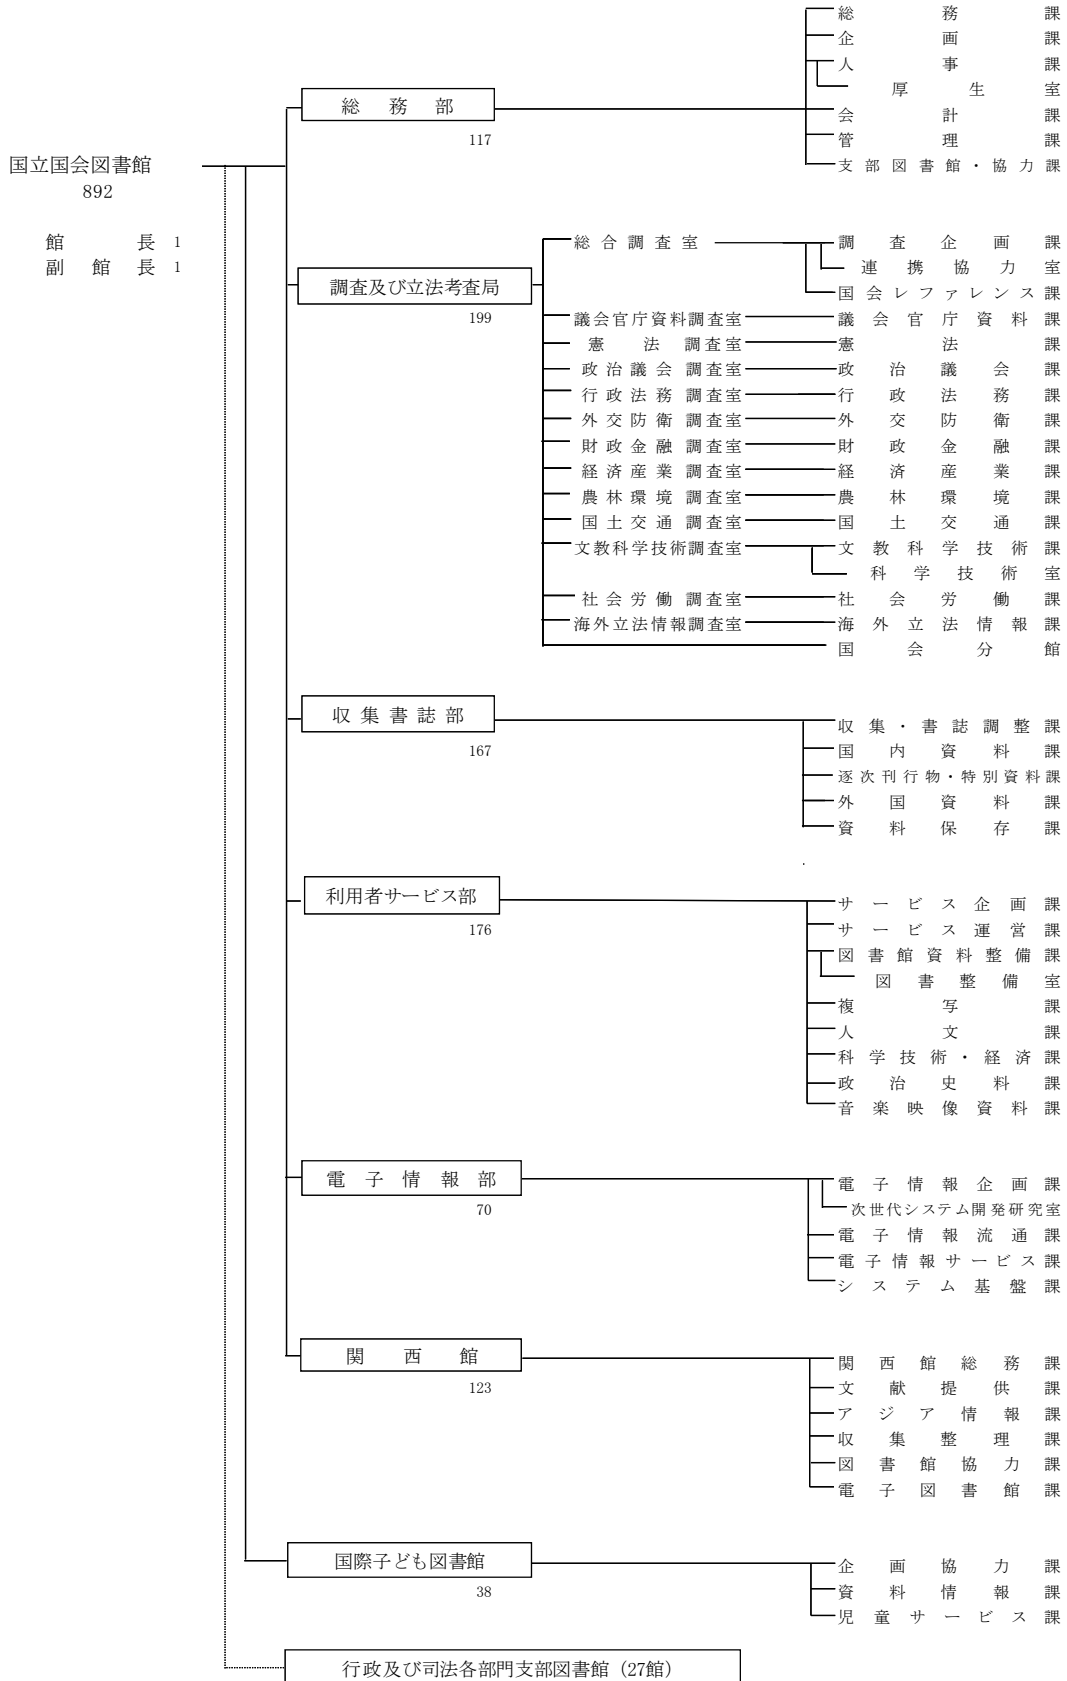 国立国会図書館
892
館長 1
副館長 1
総務部
117
総務課
企画課
人事課
厚生室
会計課
管理課
支部図書館・協力課
調査及び立法考査局
199
総合調査室
調査企画課
連携協力室
国会レファレンス課
議会官庁資料調査室 議会官庁資料課
憲法調査室 憲法課
政治議会調査室 政治議会課
行政法務調査室 行政法務課
外交防衛調査室 外交防衛課
財政金融調査室 財政金融課
経済産業調査室 経済産業課
農林環境調査室 農林環境課
国土交通調査室 国土交通課
文教科学技術調査室 文教科学技術課
科学技術室
社会労働調査室 社会労働課
海外立法情報調査室 海外立法情報課
国会分館
収集書誌部
167
収集・書誌調整課
国内資料課
逐次刊行物・特別資料課
外国資料課
資料保存課
利用者サービス部
176
サービス企画課
サービス運営課
図書館資料整備課
図書整備室
複写課
人文課
科学技術・経済課
政治史料課
音楽映像資料課
電子情報部
70
電子情報企画課
次世代システム開発研究室
電子情報流通課
電子情報サービス課
システム基盤課
関西館
123
関西館総務課
文献提供課
アジア情報課
収集整理課
図書館協力課
電子図書館課
国際子ども図書館
38
企画協力課
資料情報課
児童サービス課
行政及び司法各部門支部図書館（27館）